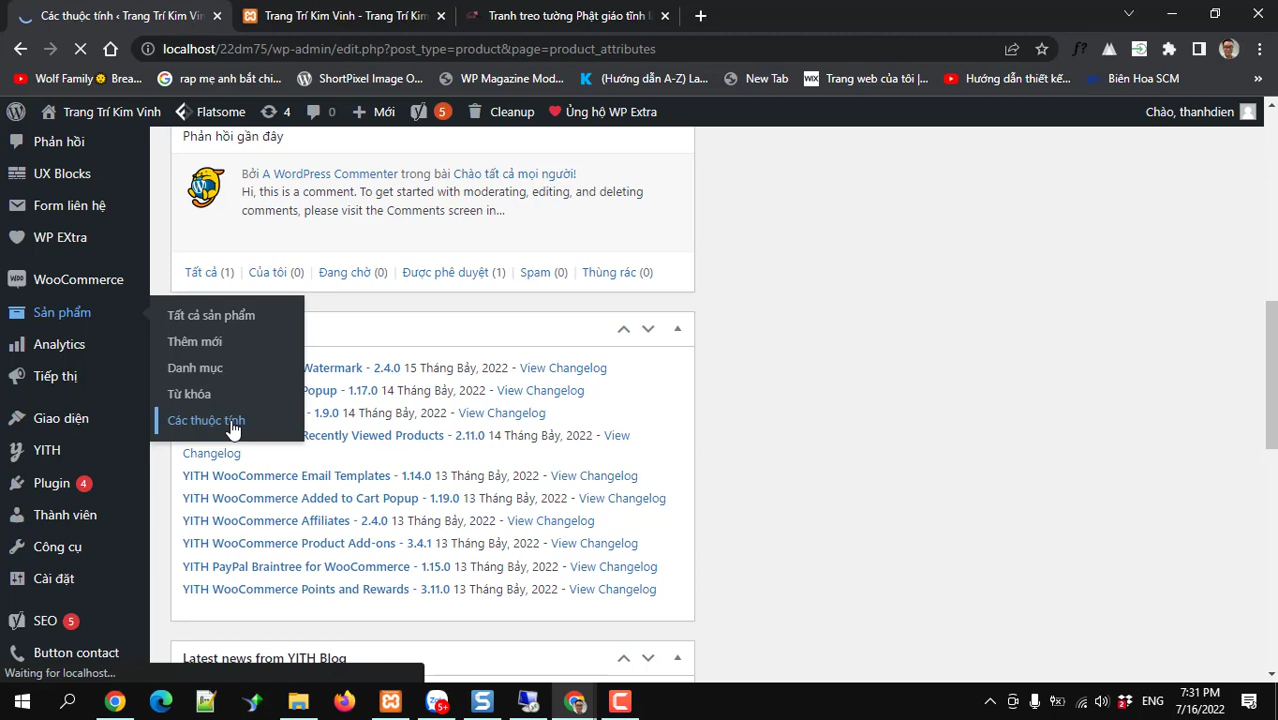 Các thuộc tính ‹ Trang Trí Kim Vinh
Trang Trí Kim Vinh - Trang Trí Kim
Tranh treo tường Phật giáo tĩnh l
localhost/22dm75/wp-admin/edit.php?post_type=product&page=product_attributes
Wolf Family Brea...
rap mẹ anh bắt chi...
ShortPixel Image O...
WP Magazine Mod...
(Hướng dẫn A-Z) La...
New Tab
WIX
Trang web của tôi |...
Hướng dẫn thiết kế...
Biên Hoa SCM
»
Trang Trí Kim Vinh
Flatsome
4
0
Mới
5
Cleanup
Ủng hộ WP Extra
Chào, thanhdien
Phản hồi
UX Blocks
Form liên hệ
WP EXtra
WooCommerce
Sản phẩm
Analytics
Tiếp thị
Giao diện
YITH
Plugin 4
Thành viên
Công cụ
Cài đặt
SEO 5
Button contact
Tất cả sản phẩm
Thêm mới
Danh mục
Từ khóa
Các thuộc tính
Phản hồi gần đây
Bởi A WordPress Commenter trong bài Chào tất cả mọi người!
Hi, this is a comment. To get started with moderating, editing, and deleting
comments, please visit the Comments screen in...
Tất cả (1) | Của tôi (0) | Đang chờ (0) | Được phê duyệt (1) | Spam (0) | Thùng rác (0)
Watermark - 2.4.0 15 Tháng Bảy, 2022 - View Changelog
Popup - 1.17.0 14 Tháng Bảy, 2022 - View Changelog
- 1.9.0 14 Tháng Bảy, 2022 - View Changelog
Recently Viewed Products - 2.11.0 14 Tháng Bảy, 2022 - View
Changelog
YITH WooCommerce Email Templates - 1.14.0 13 Tháng Bảy, 2022 - View Changelog
YITH WooCommerce Added to Cart Popup - 1.19.0 13 Tháng Bảy, 2022 - View Changelog
YITH WooCommerce Affiliates - 2.4.0 13 Tháng Bảy, 2022 - View Changelog
YITH WooCommerce Product Add-ons - 3.4.1 13 Tháng Bảy, 2022 - View Changelog
YITH PayPal Braintree for WooCommerce - 1.15.0 13 Tháng Bảy, 2022 - View Changelog
YITH WooCommerce Points and Rewards - 3.11.0 13 Tháng Bảy, 2022 - View Changelog
Latest news from YITH Blog
Waiting for localhost...
ENG
7:31 PM
7/16/2022